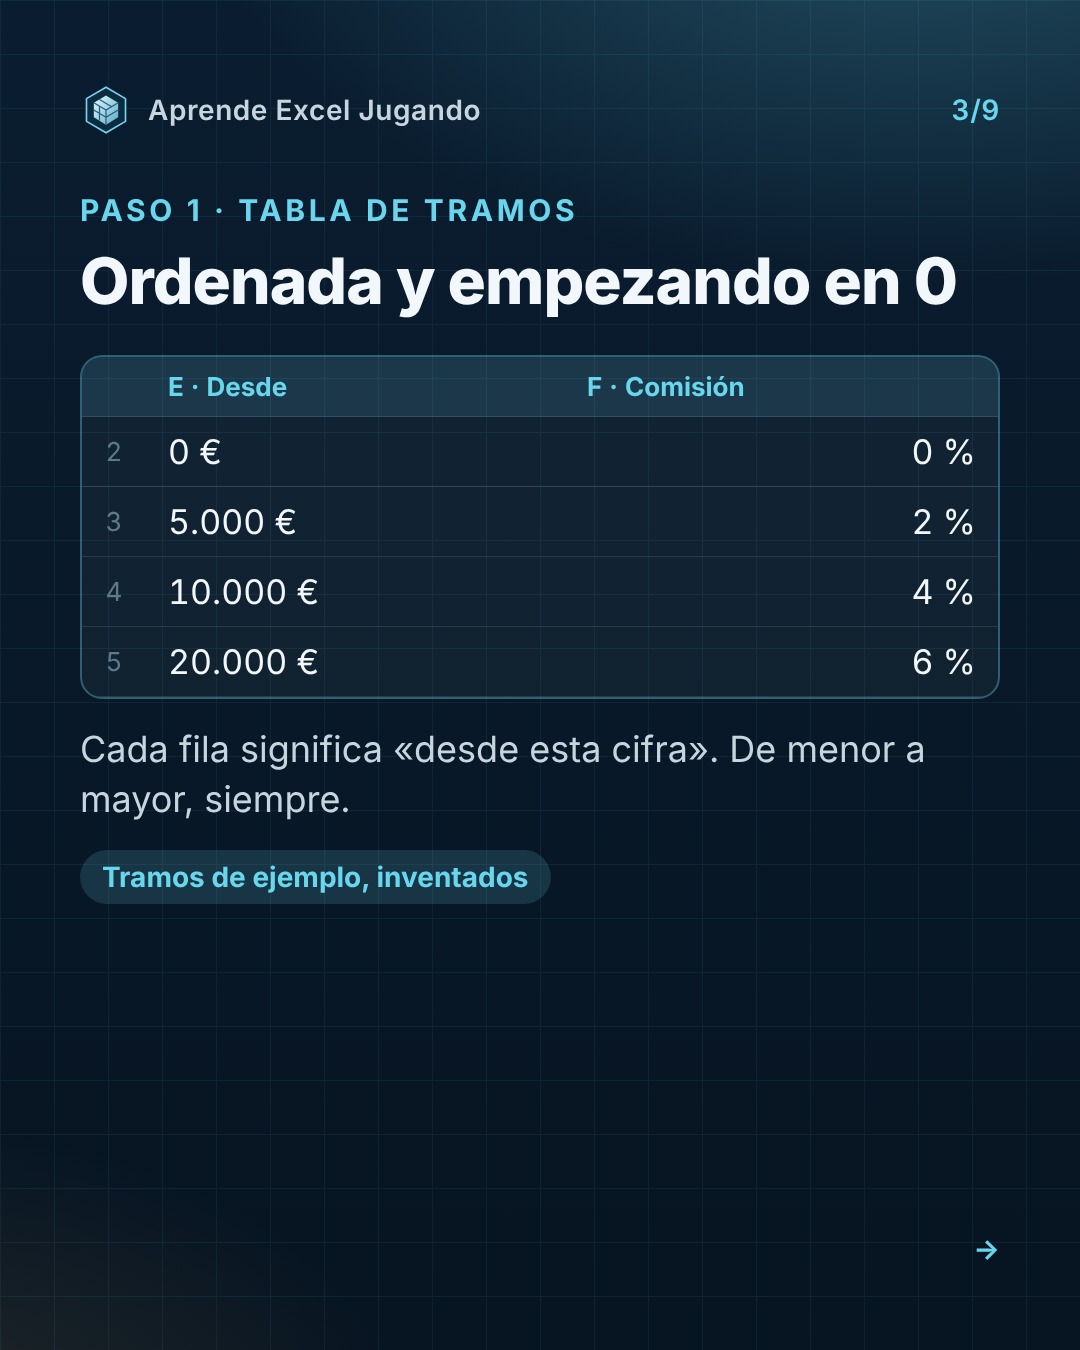 Aprende Excel Jugando
3/9
PASO 1 · TABLA DE TRAMOS
Ordenada y empezando en 0
E · Desde F · Comisión
2 0 € 0 %
3 5.000 € 2 %
4 10.000 € 4 %
5 20.000 € 6 %
Cada fila significa «desde esta cifra». De menor a
mayor, siempre.
Tramos de ejemplo, inventados
→